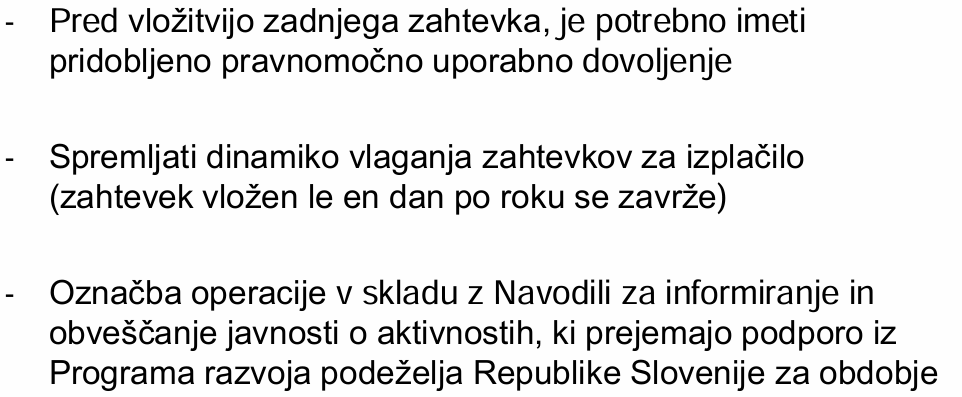 - Pred vložitvijo zadnjega zahtevka, je potrebno imeti
pridobljeno pravnomočno uporabno dovoljenje
- Spremljati dinamiko vlaganja zahtevkov za izplačilo
(zahtevek vložen le en dan po roku se zavrže)
- Označba operacije v skladu z Navodili za informiranje in
obveščanje javnosti o aktivnostih, ki prejemajo podporo iz
Programa razvoja podeželja Republike Slovenije za obdobje